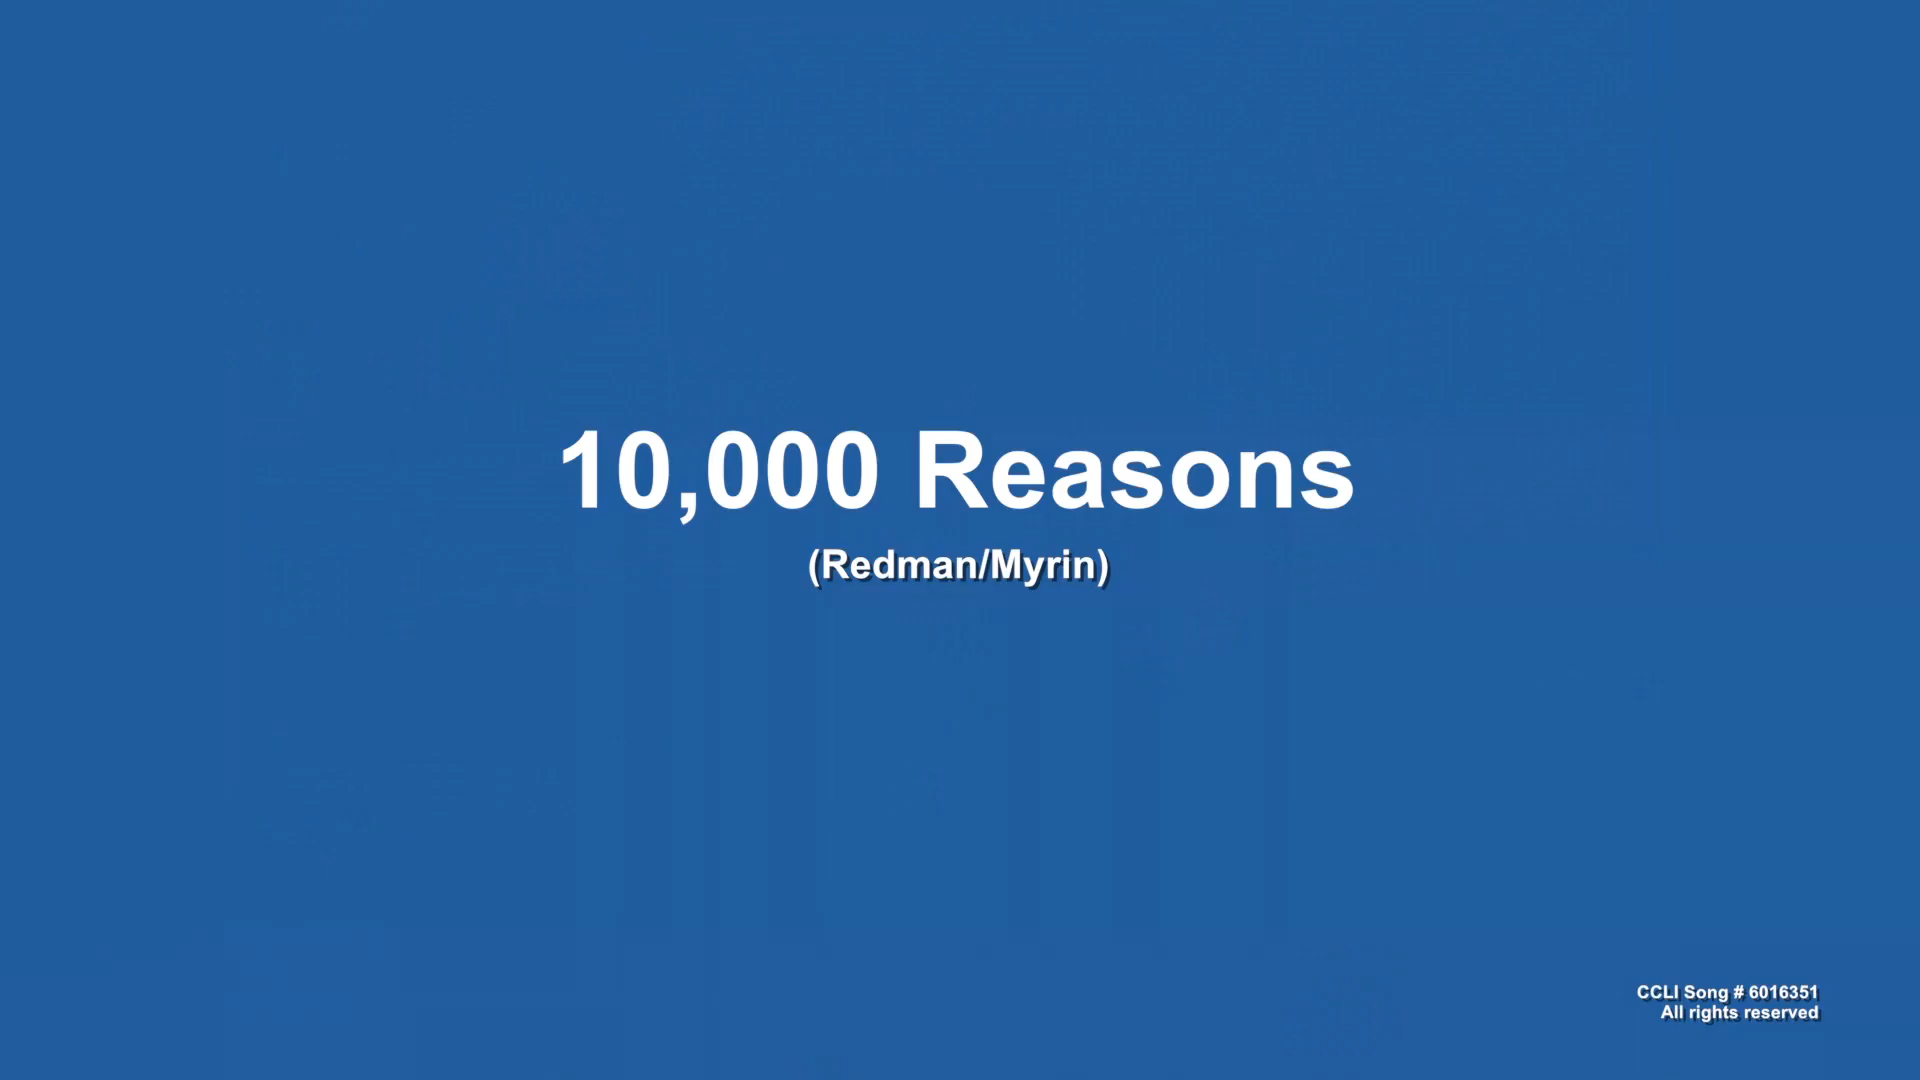 10,000 Reasons
(Redman/Myrin)
CCLI Song # 6016351
All rights reserved